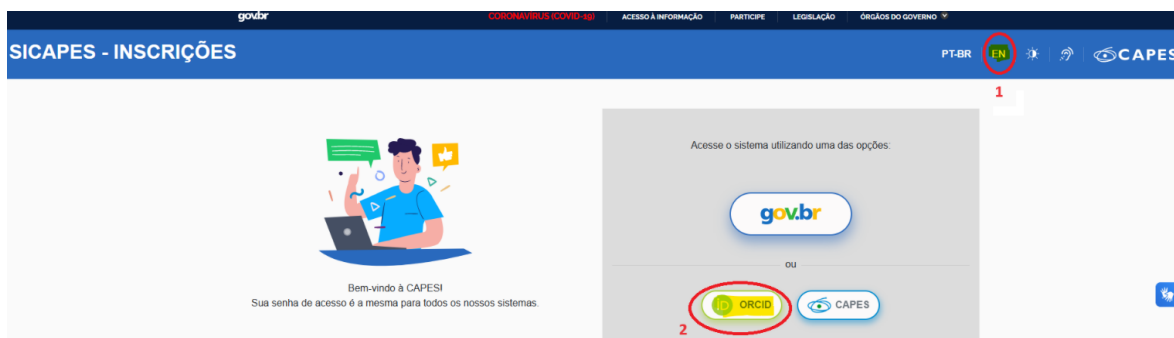 gov.br CORONAVÍRUS (COVID-19) ACESSO À INFORMAÇÃO PARTICIPE LEGISLAÇÃO ÓRGÃOS DO GOVERNO
SICAPES - INSCRIÇÕES PT-BR EN CAPES
1
Acesse o sistema utilizando uma das opções:
gov.br
ou
Bem-vindo à CAPES!
Sua senha de acesso é a mesma para todos os nossos sistemas.
iD ORCID CAPES
2